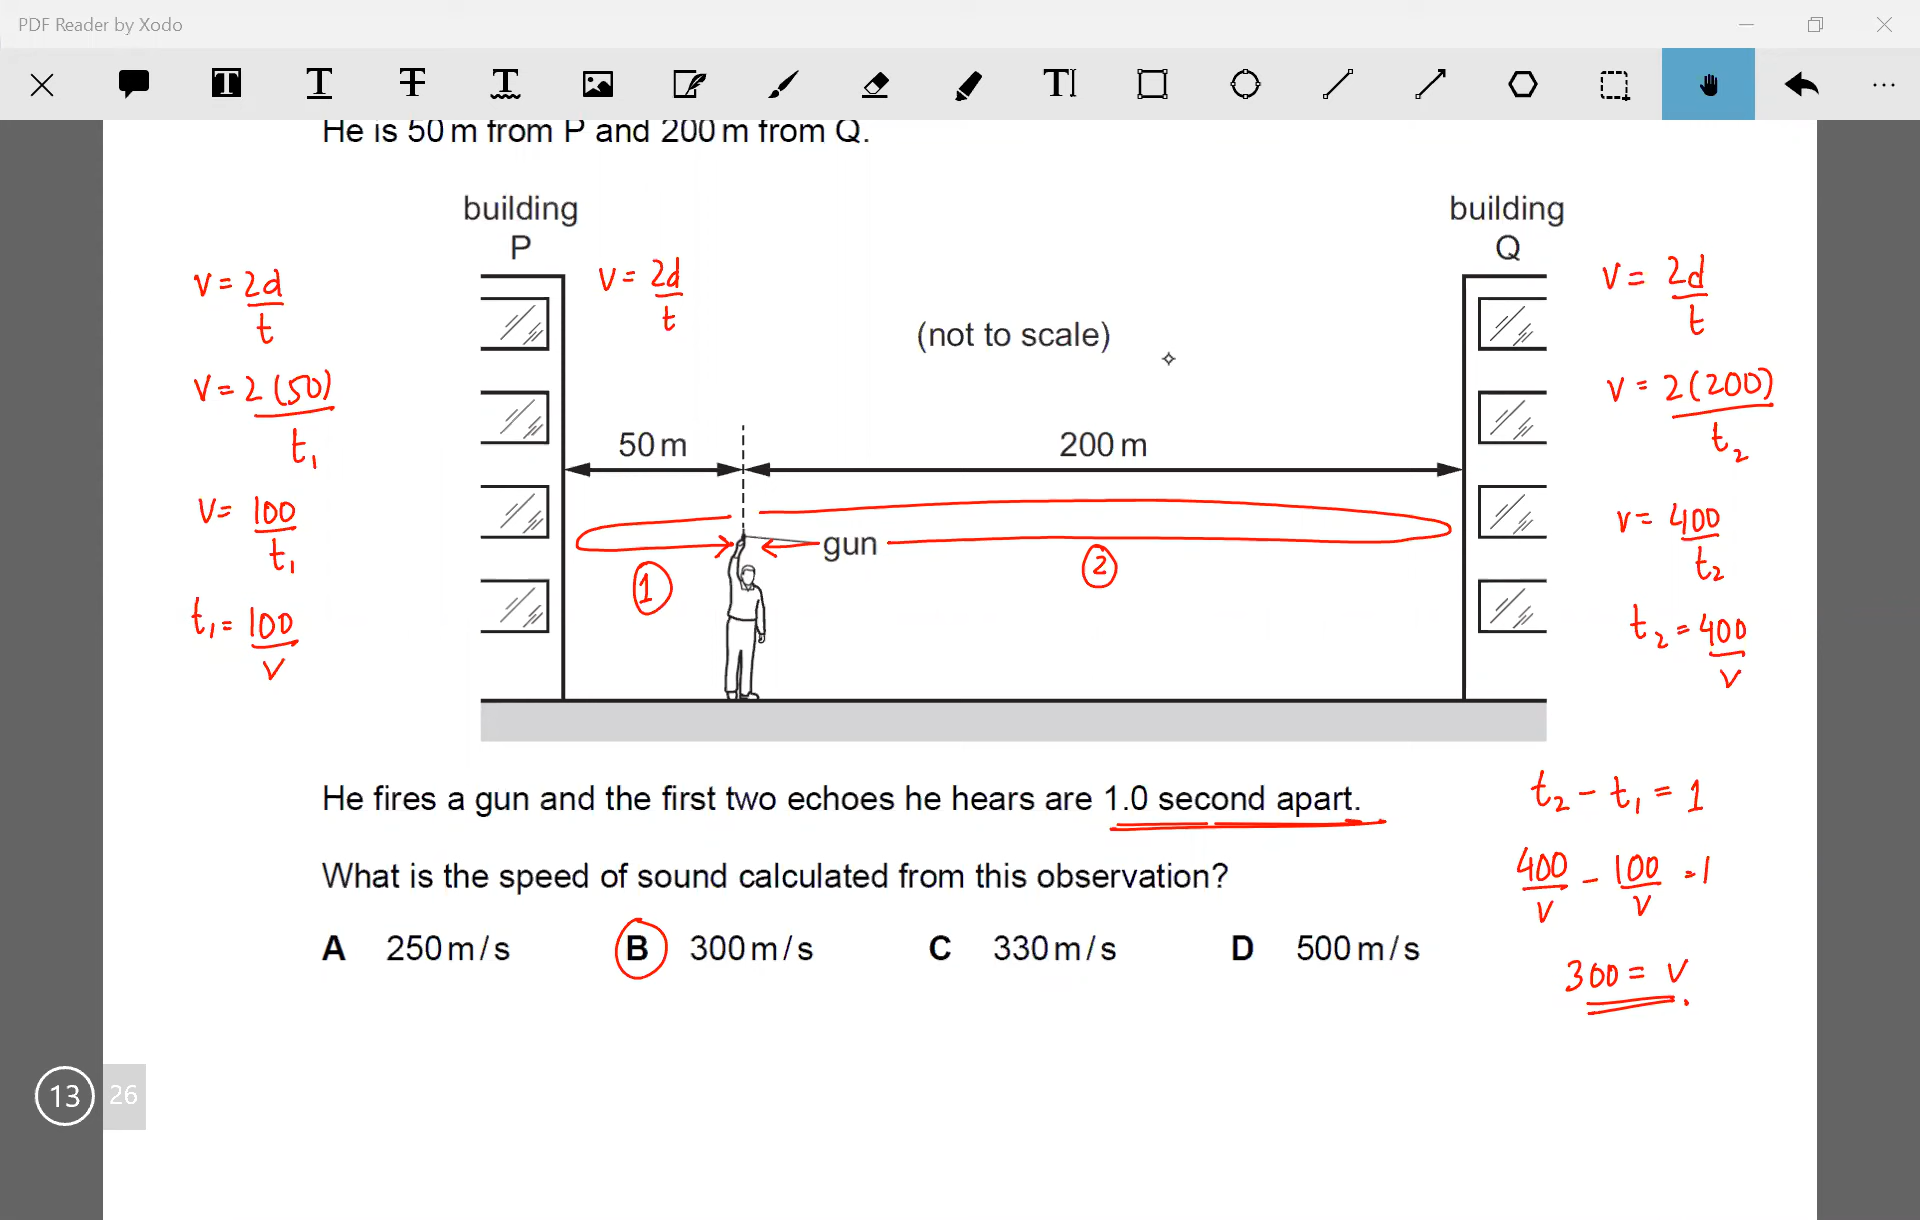 PDF Reader by Xodo
He is 50 m from P and 200 m from Q.
building
P
building
Q
v = 2d
t
v = 2d
t
v = 2d
t
(not to scale)
v = 2 (50)
t₁
v = 2 (200)
t₂
50 m
200 m
v = 100
t₁
v = 400
t₂
gun
1
2
t₁ = 100
v
t₂ = 400
v
He fires a gun and the first two echoes he hears are 1.0 second apart.
t₂ - t₁ = 1
What is the speed of sound calculated from this observation?
400 - 100 = 1
v v
A 250 m / s B 300 m / s C 330 m / s D 500 m / s
300 = v
13 26